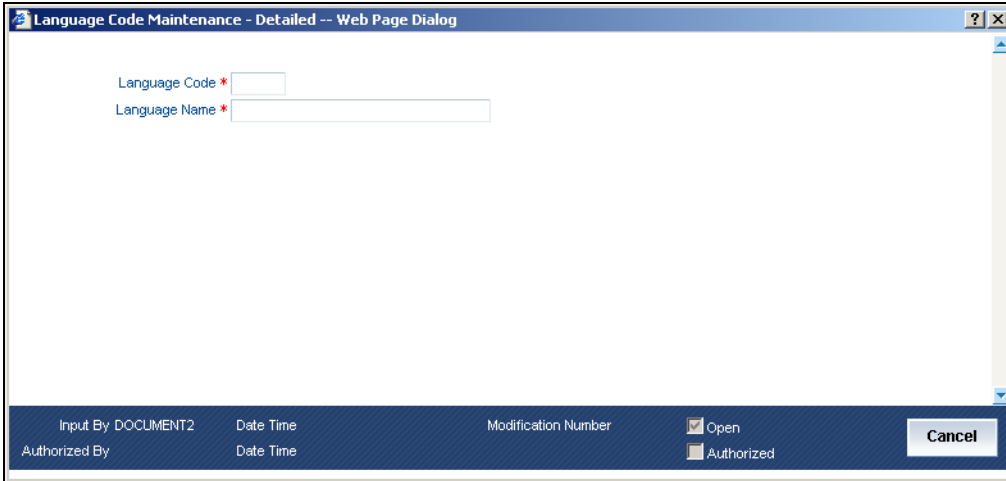 Language Code Maintenance - Detailed -- Web Page Dialog
Language Code *
Language Name *
Input By DOCUMENT2 Date Time Modification Number Open
Authorized By Date Time Authorized
Cancel